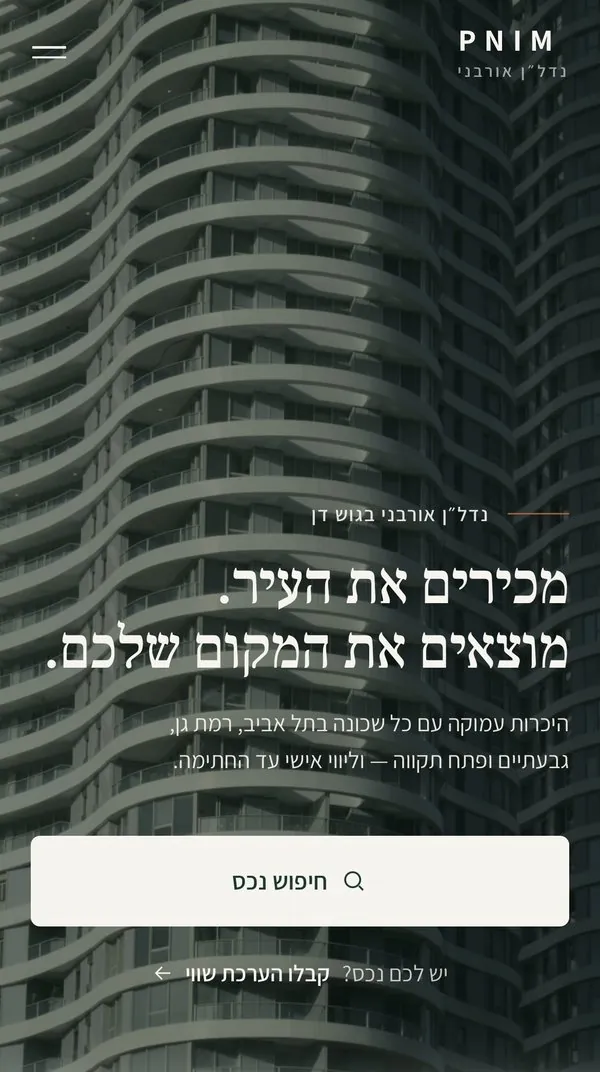 PNIM
נדל״ן אורבני
נדל״ן אורבני בגוש דן
מכירים את העיר.
מוצאים את המקום שלכם.
היכרות עמוקה עם כל שכונה בתל אביב, רמת גן,
גבעתיים ופתח תקווה — וליווי אישי עד החתימה.
חיפוש נכס
יש לכם נכס? קבלו הערכת שווי ←